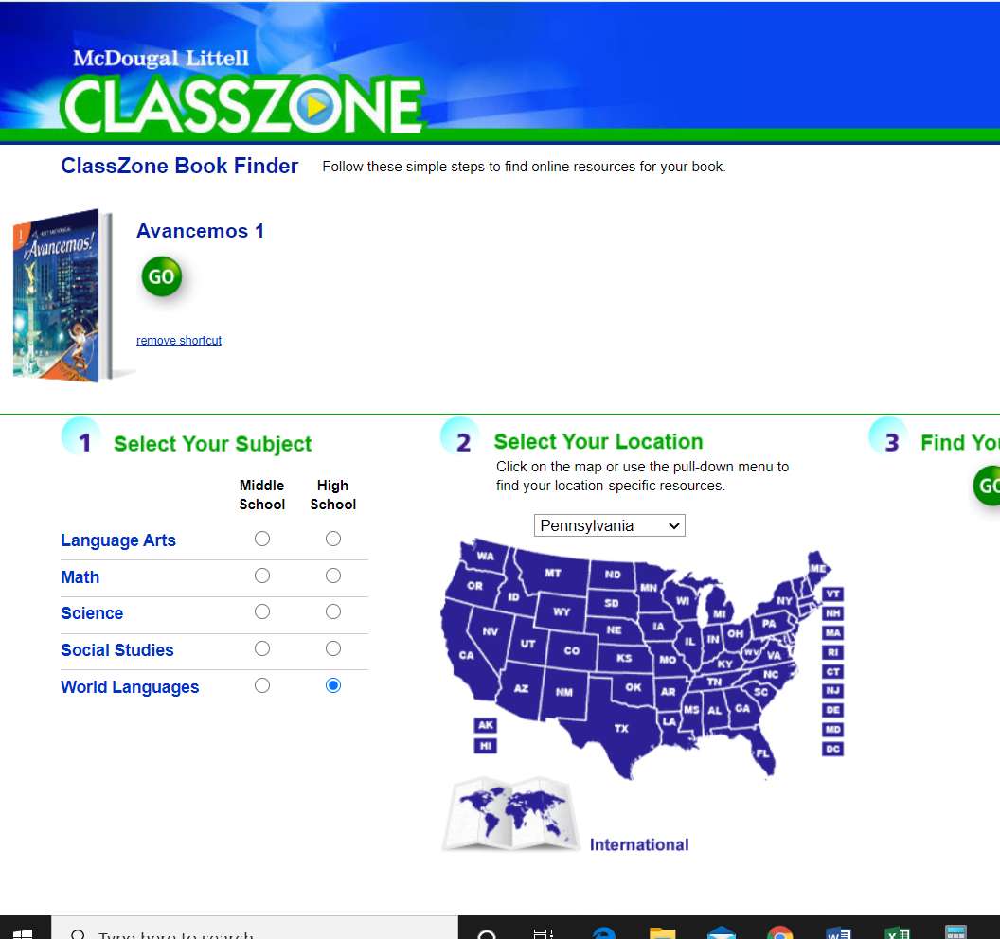 McDougal Littell
CLASSZONE
ClassZone Book Finder
Follow these simple steps to find online resources for your book.
1
¡Avancemos!
Avancemos 1
GO
remove shortcut
1 Select Your Subject
Middle School
High School
Language Arts
Math
Science
Social Studies
World Languages
2 Select Your Location
Click on the map or use the pull-down menu to
find your location-specific resources.
Pennsylvania
WA
OR
ID
MT
ND
MN
SD
WY
NV
CA
UT
CO
NE
IA
WI
MI
IL
IN
OH
PA
NY
ME
KS
MO
KY
WV
VA
NC
TN
SC
AZ
NM
OK
AR
MS
AL
GA
LA
TX
FL
AK
HI
VT
NH
MA
RI
CT
NJ
DE
MD
DC
International
3 Find You
GO
Type here to search